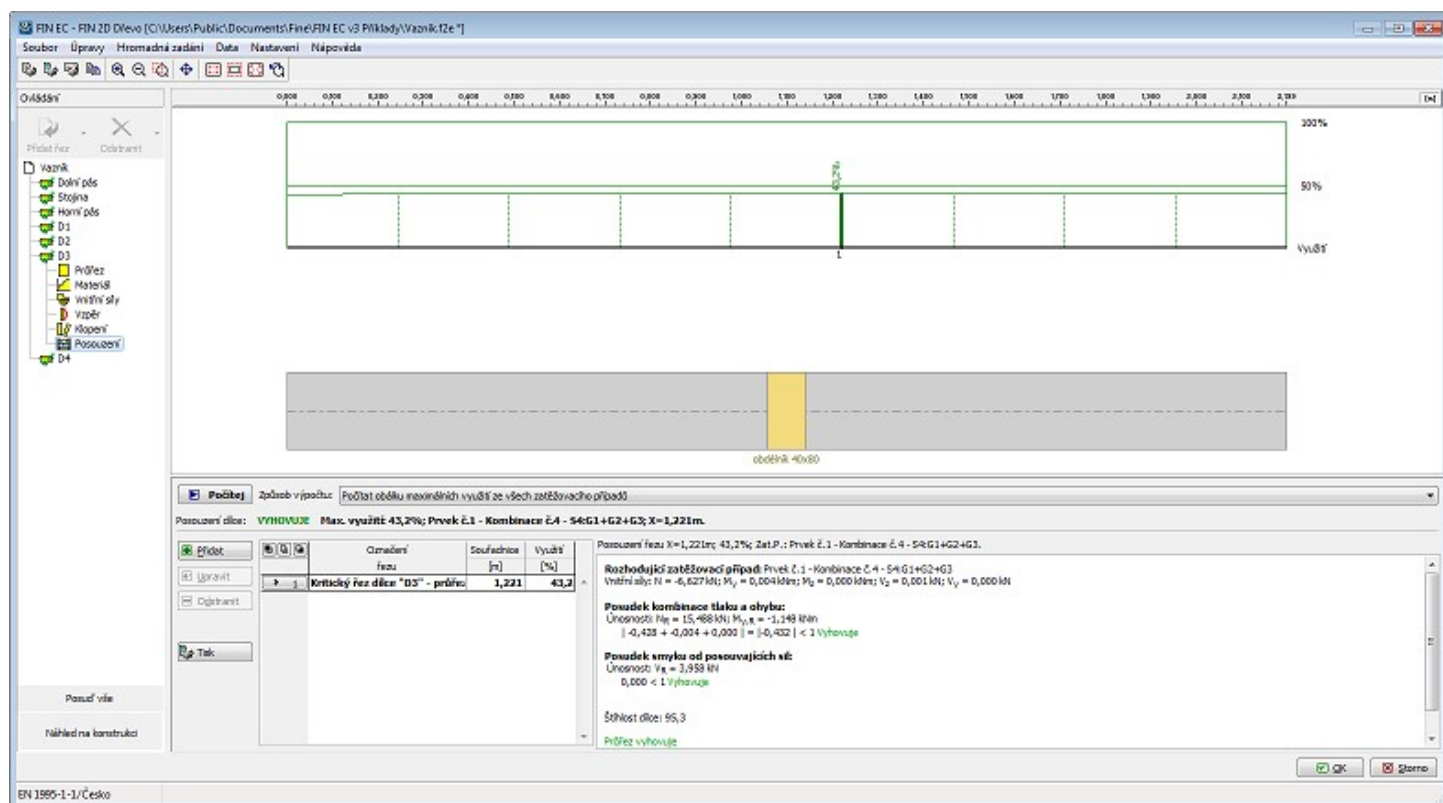 FIN EC - FIN 2D Dřevo [C:\Users\Public\Documents\Fine\FIN EC v3 Příklady\Vazník.f2e *]
Soubor Úpravy Hromadná zadání Data Nastavení Nápověda
Ovládání
Přidat řez Odstranit
Vazník
Dolní pás
Stojina
Horní pás
D1
D2
D3
Průřez
Materiál
Vnitřní síly
Vzpěr
Klopení
Posouzení
D4
Posuď vše
Náhled na konstrukci
[m]
100%
50%
Využití
43,2%
1
obdélník 40x80
Počítej Způsob výpočtu: Počítat obálku maximálních využití ze všech zatěžovacího případů
Posouzení dílce: VYHOVUJE Max. využití: 43,2%; Prvek č.1 - Kombinace č.4 - S4:G1+G2+G3; X=1,221m.
Přidat
Upravit
Odstranit
Tisk
Označení řezu Souřadnice [m] Využití [%]
1 Kritický řez dílce "D3" - průřez 1,221 43,2
Posouzení řezu X=1,221m; 43,2%; Zat.P.: Prvek č.1 - Kombinace č.4 - S4:G1+G2+G3.
Rozhodující zatěžovací případ: Prvek č.1 - Kombinace č.4 - S4:G1+G2+G3
Vnitřní síly: N = -6,627 kN; My = 0,004 kNm; Mz = 0,000 kNm; Vz = 0,001 kN; Vy = 0,000 kN
Posudek kombinace tlaku a ohybu:
Únosnosti: NR = 15,488 kN; My,R = -1,148 kNm
| -0,428 + -0,004 + 0,000 | = |-0,432 | < 1 Vyhovuje
Posudek smyku od posouvajících sil:
Únosnost: VR = 3,958 kN
0,000 < 1 Vyhovuje
Štíhlost dílce: 95,3
Průřez vyhovuje
OK Storno
EN 1995-1-1/Česko